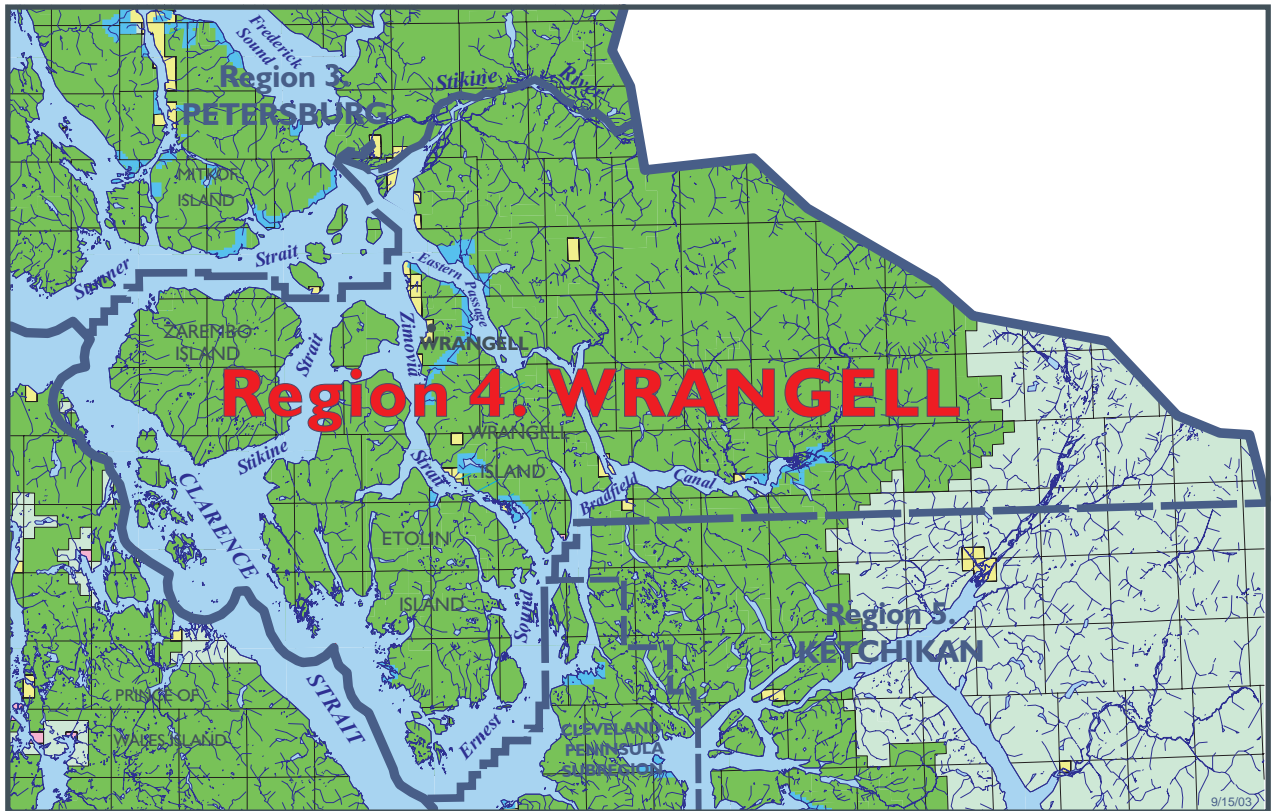 Frederick
Sound
Region 3.
PETERSBURG
Stikine
River
MITKOF
ISLAND
Sumner
Strait
Eastern
Passage
ZAREMBO
ISLAND
Strait
Zimovia
WRANGELL
Region 4. WRANGELL
WRANGELL
ISLAND
Stikine
Strait
Bradfield
Canal
CLARENCE
ETOLIN
ISLAND
Sound
Region 5.
KETCHIKAN
PRINCE OF
WALES ISLAND
STRAIT
Ernest
CLEVELAND
PENINSULA
SUBREGION
9/15/03